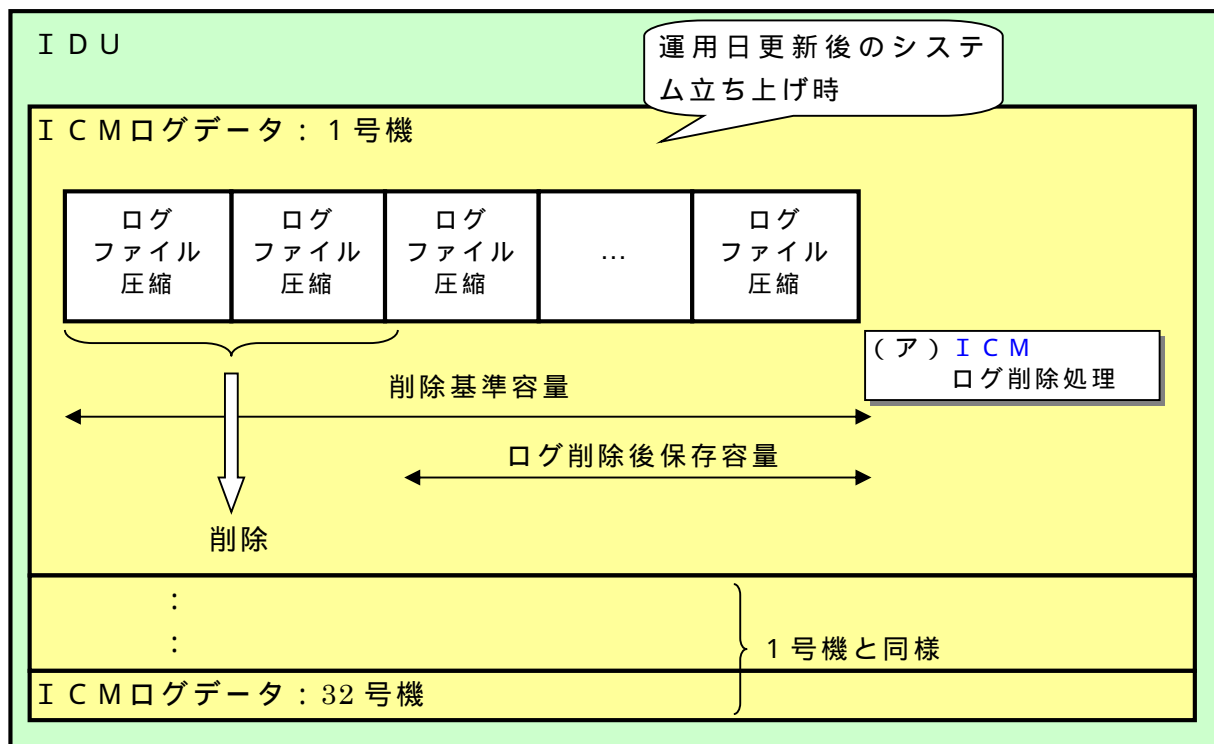 ＩＤＵ
運用日更新後のシステ
ム立ち上げ時
ＩＣＭログデータ：１号機
ログ
ファイル
圧縮
ログ
ファイル
圧縮
ログ
ファイル
圧縮
…
ログ
ファイル
圧縮
（ア）ＩＣＭ
ログ削除処理
削除基準容量
ログ削除後保存容量
削除
：
：
１号機と同様
ＩＣＭログデータ：32号機